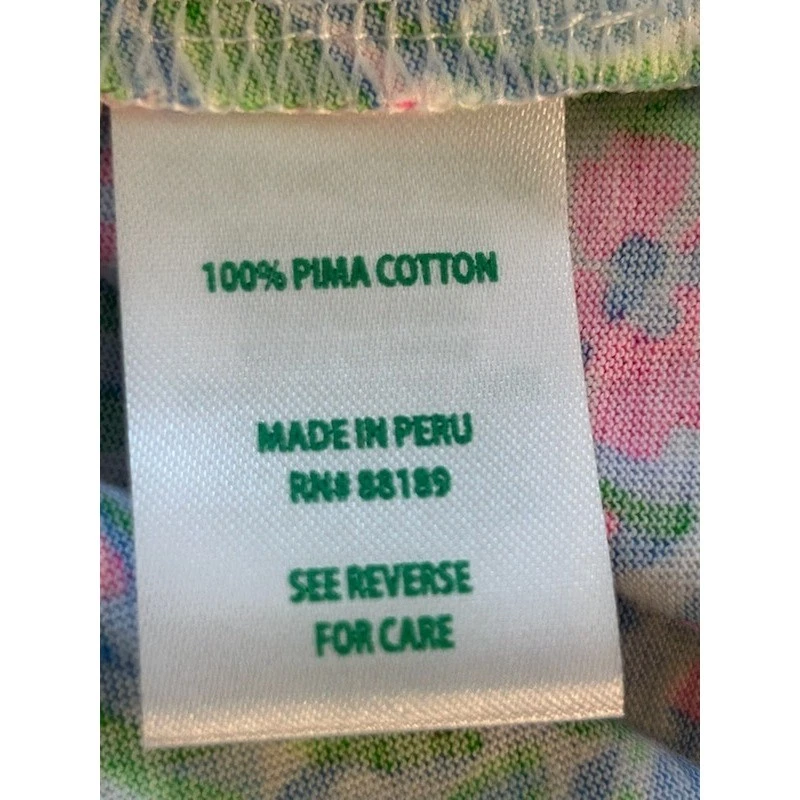 100% PIMA COTTON
MADE IN PERU
RN# 88189
SEE REVERSE
FOR CARE